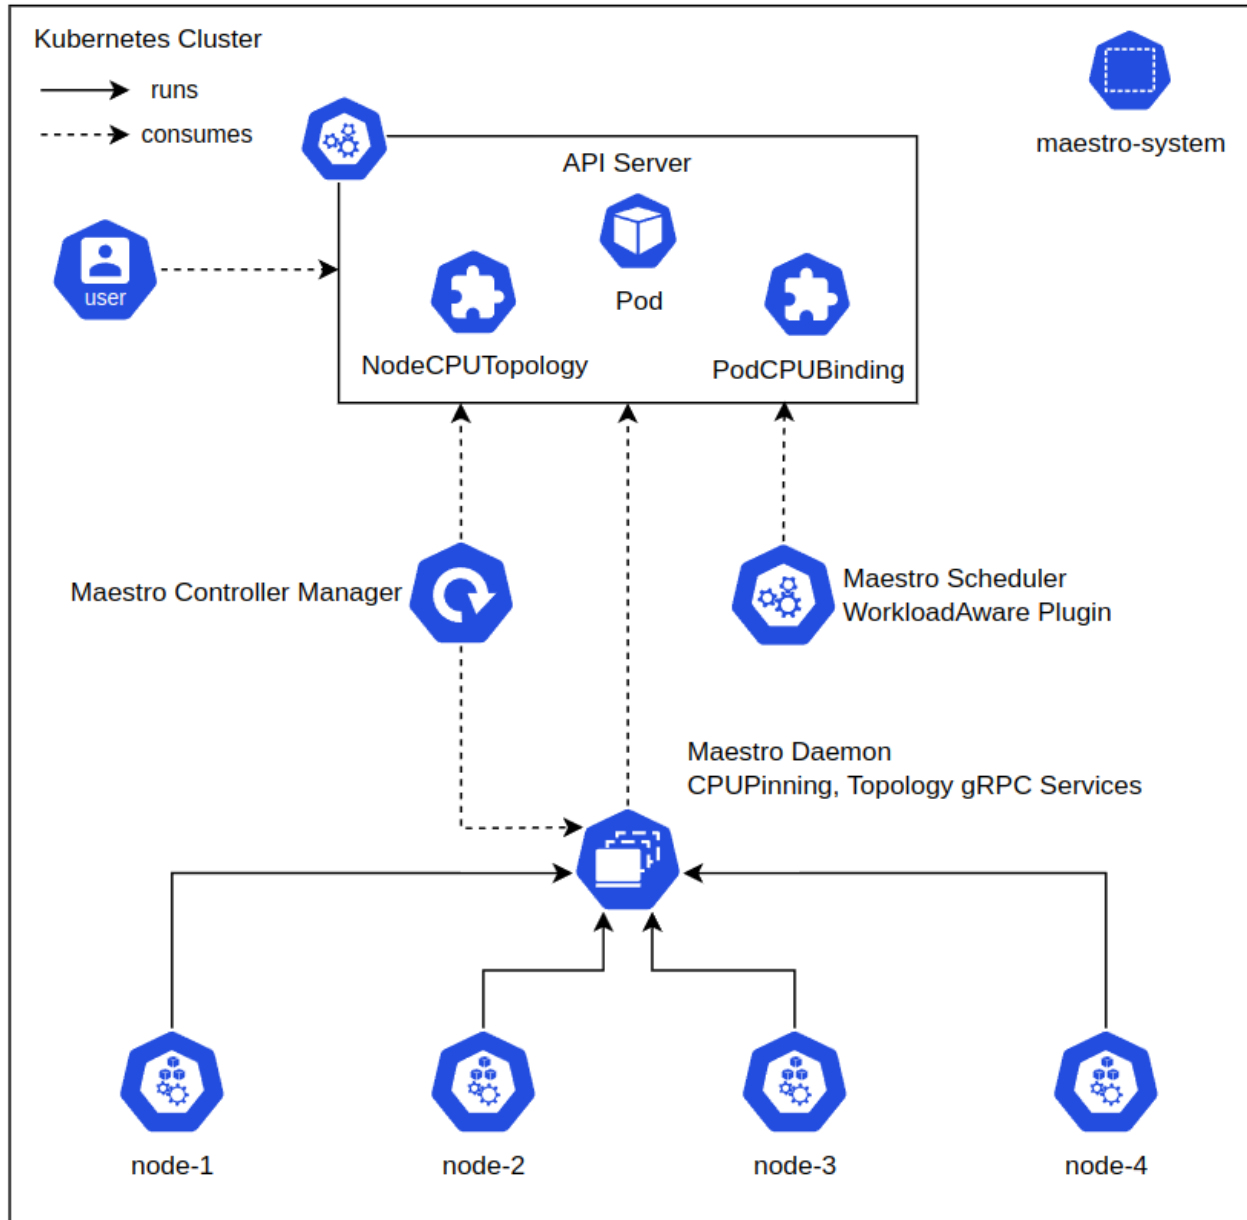 Kubernetes Cluster
runs
consumes
maestro-system
API Server
user
Pod
NodeCPUTopology
PodCPUBinding
Maestro Controller Manager
Maestro Scheduler
WorkloadAware Plugin
Maestro Daemon
CPUPinning, Topology gRPC Services
node-1
node-2
node-3
node-4